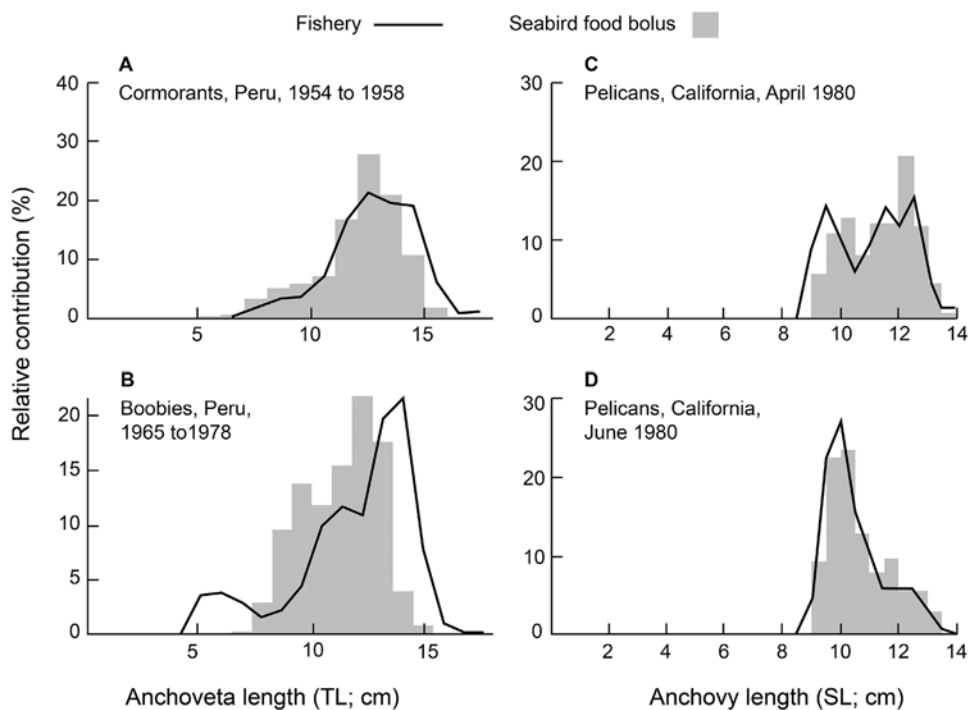 Fishery
Seabird food bolus
Relative contribution (%)
A
Cormorants, Peru, 1954 to 1958
40
30
20
10
0
5
10
15
B
Boobies, Peru,
1965 to1978
20
15
10
5
0
5
10
15
Anchoveta length (TL; cm)
C
Pelicans, California, April 1980
30
20
10
0
2
4
6
8
10
12
14
D
Pelicans, California,
June 1980
30
20
10
0
2
4
6
8
10
12
14
Anchovy length (SL; cm)